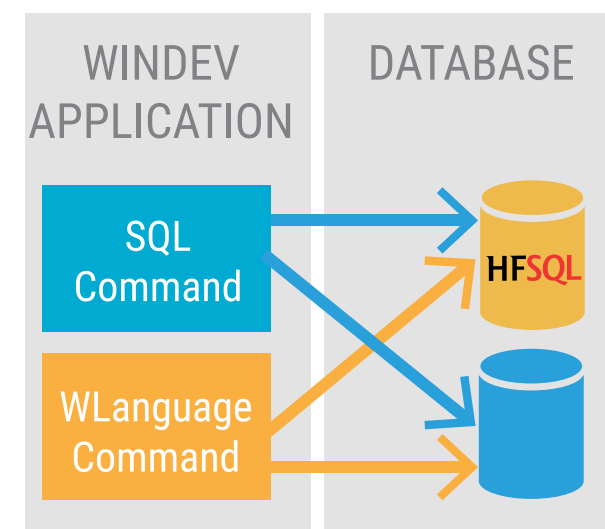 WINDEV
APPLICATION
DATABASE
SQL
Command
HFSQL
WLanguage
Command